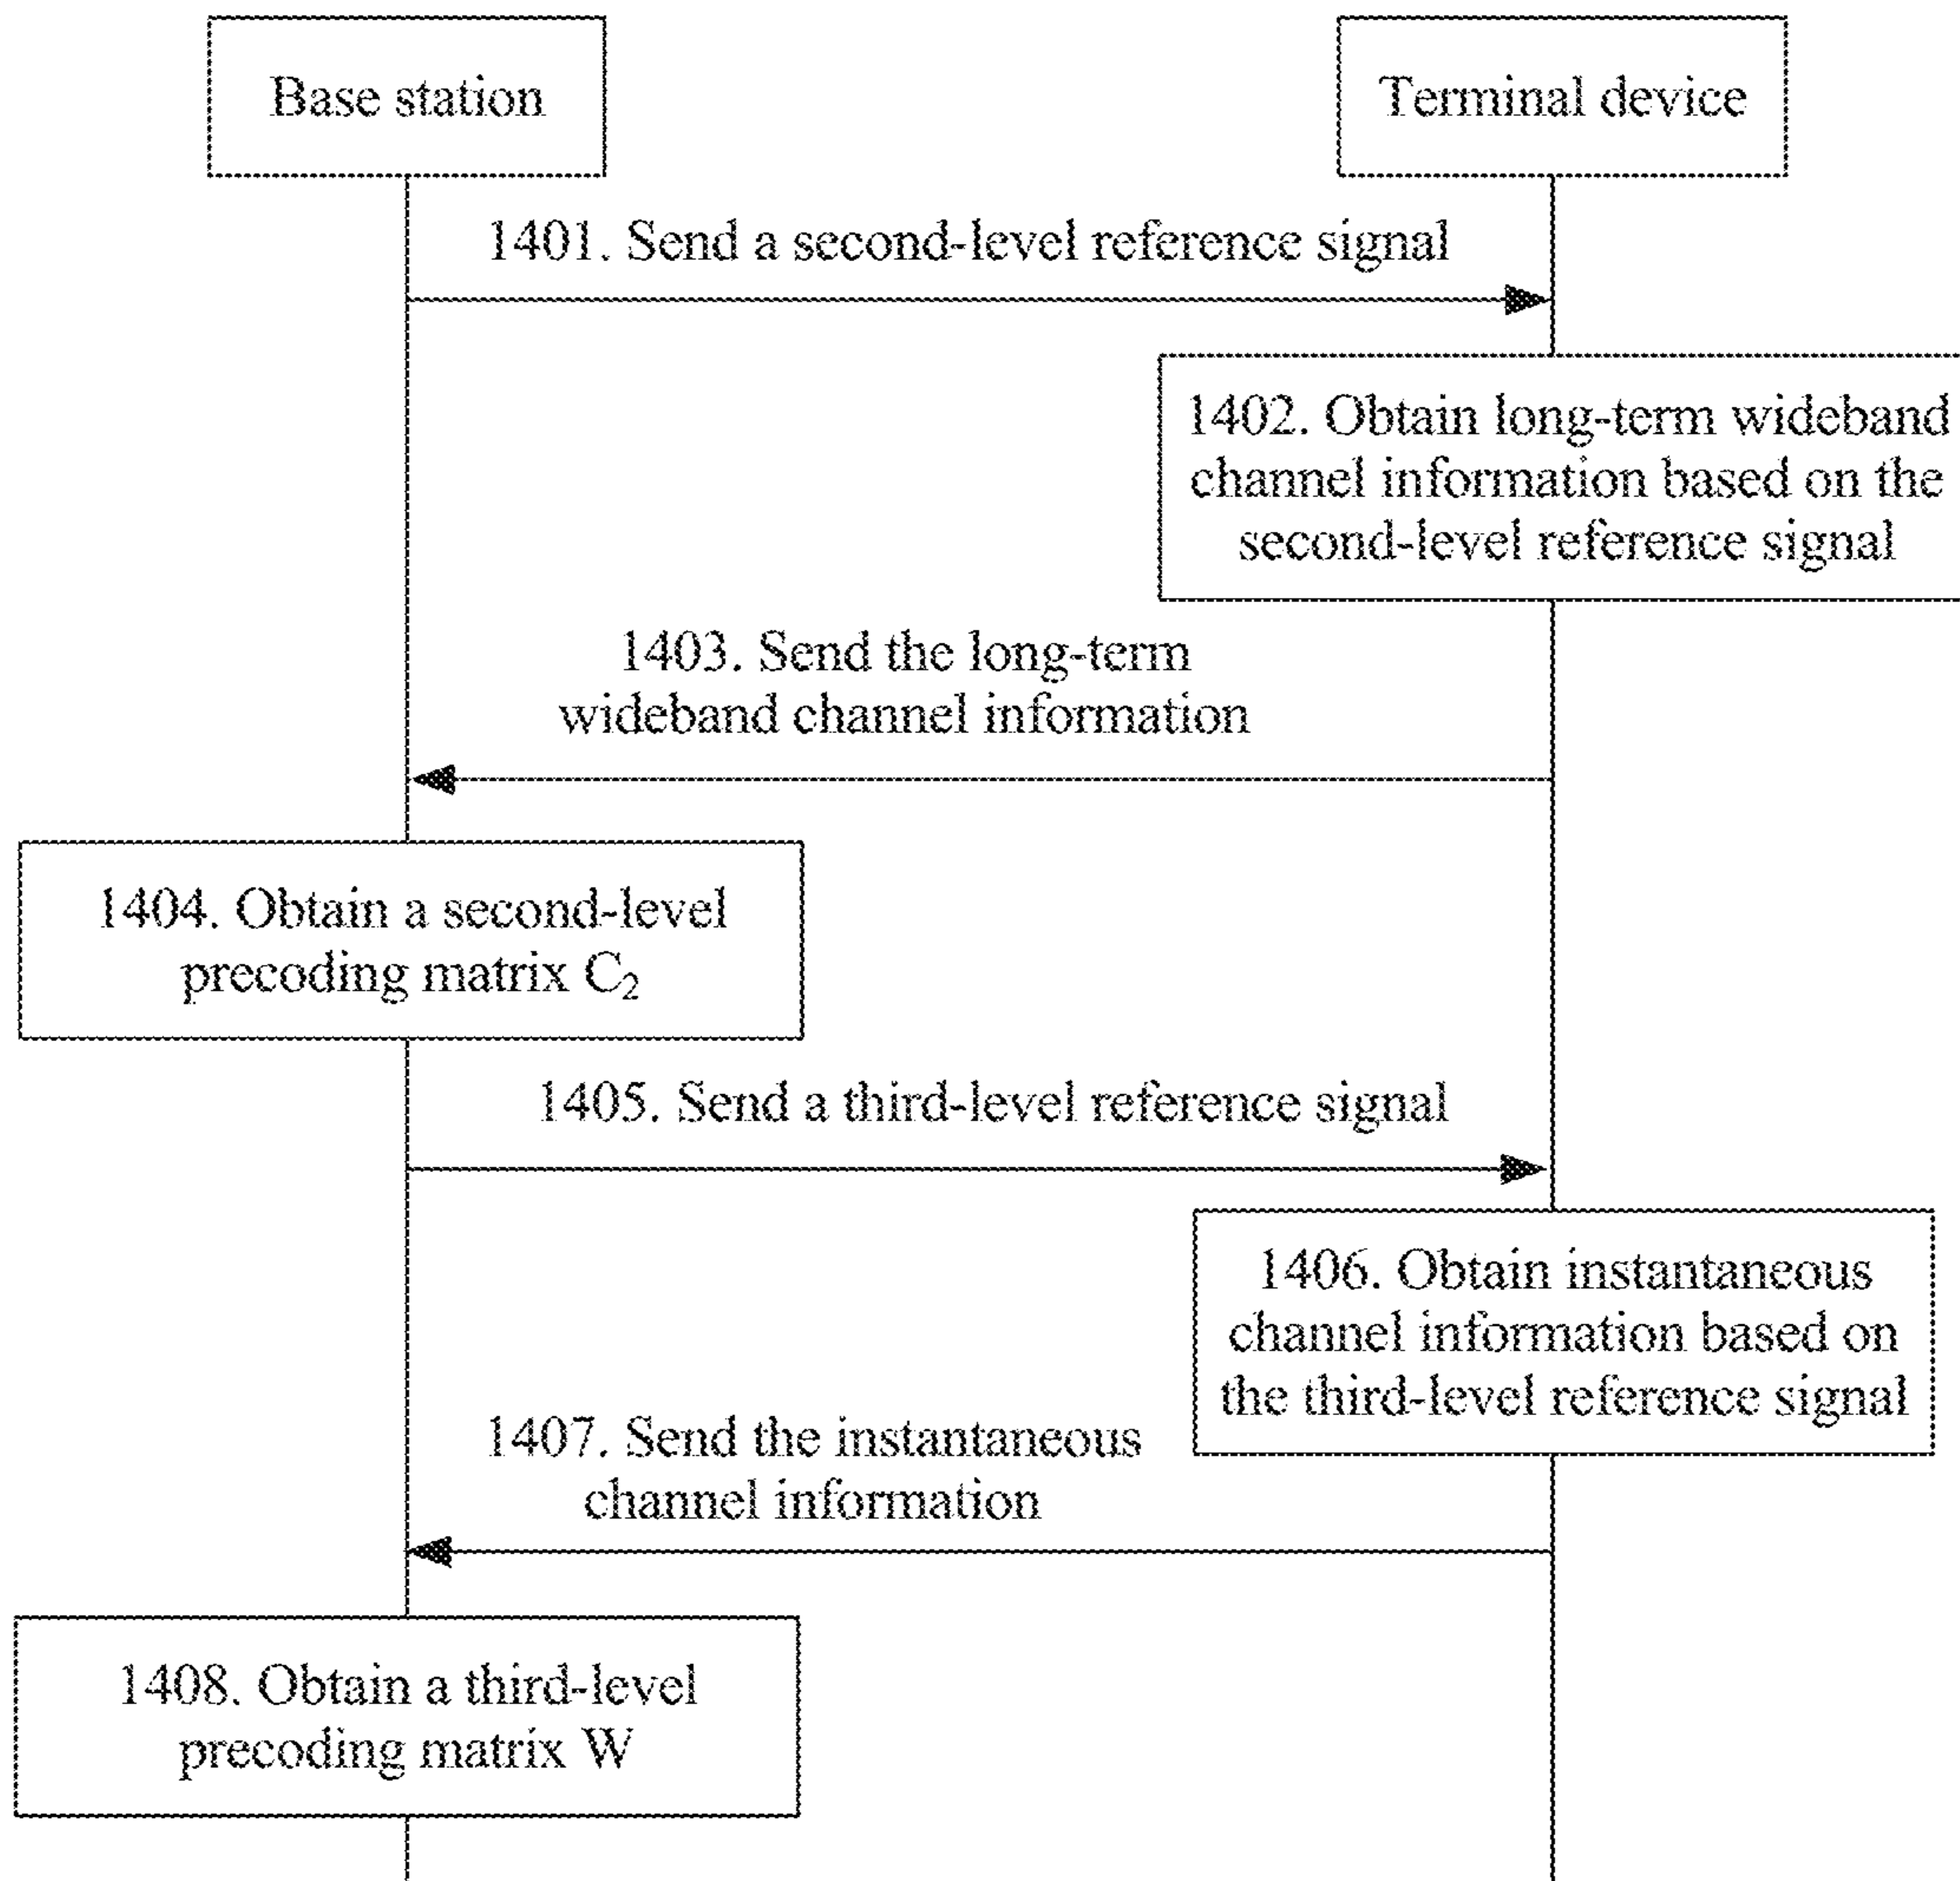 Base station
Terminal device
1401. Send a second-level reference signal
1402. Obtain long-term wideband
channel information based on the
second-level reference signal
1403. Send the long-term
wideband channel information
1404. Obtain a second-level
precoding matrix C₂
1405. Send a third-level reference signal
1406. Obtain instantaneous
channel information based on
the third-level reference signal
1407. Send the instantaneous
channel information
1408. Obtain a third-level
precoding matrix W